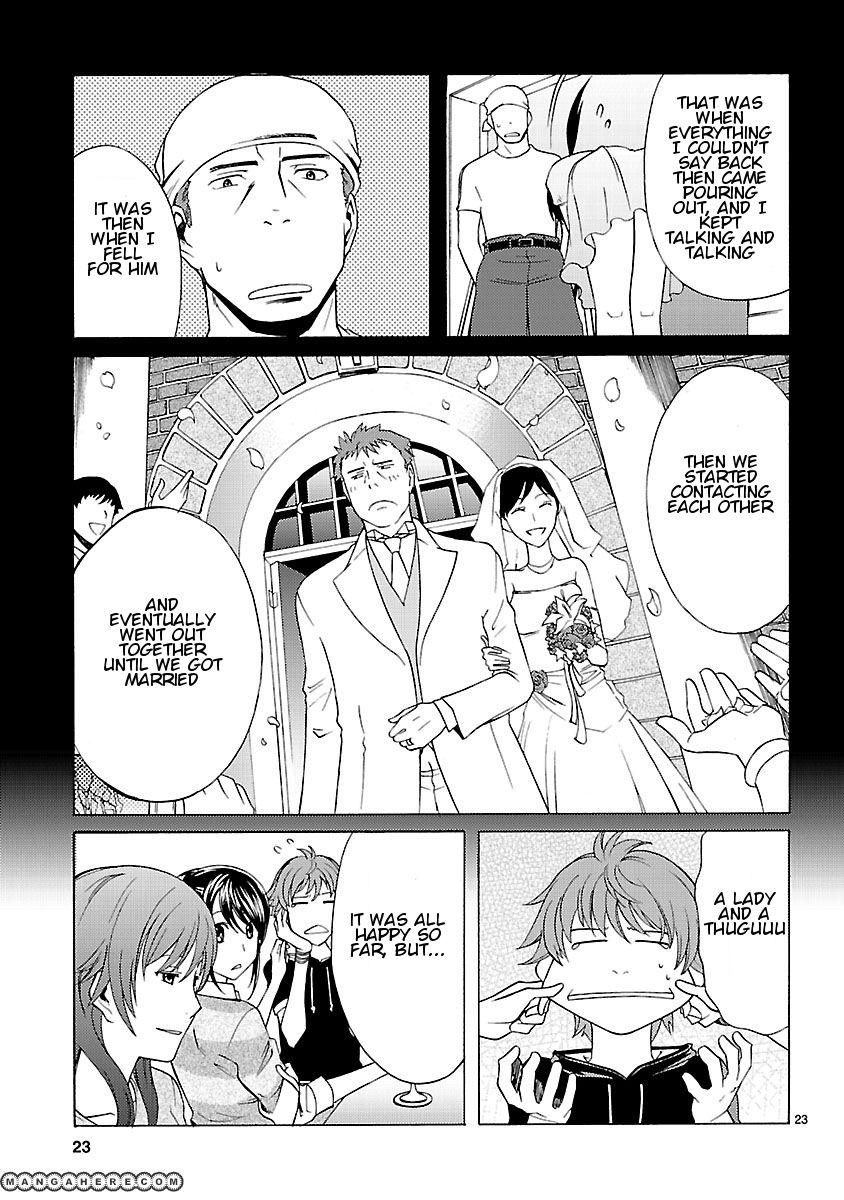 THAT WAS
WHEN
EVERYTHING
I COULDN'T
SAY BACK
THEN CAME
POURING
OUT, AND I
KEPT
TALKING AND
TALKING
IT WAS
THEN
WHEN I
FELL
FOR HIM
THEN WE
STARTED
CONTACTING
EACH OTHER
AND
EVENTUALLY
WENT OUT
TOGETHER
UNTIL WE GOT
MARRIED
A LADY
AND A
THUGUUU
IT WAS ALL
HAPPY SO
FAR, BUT...
23
23
MANGAHERE.COM